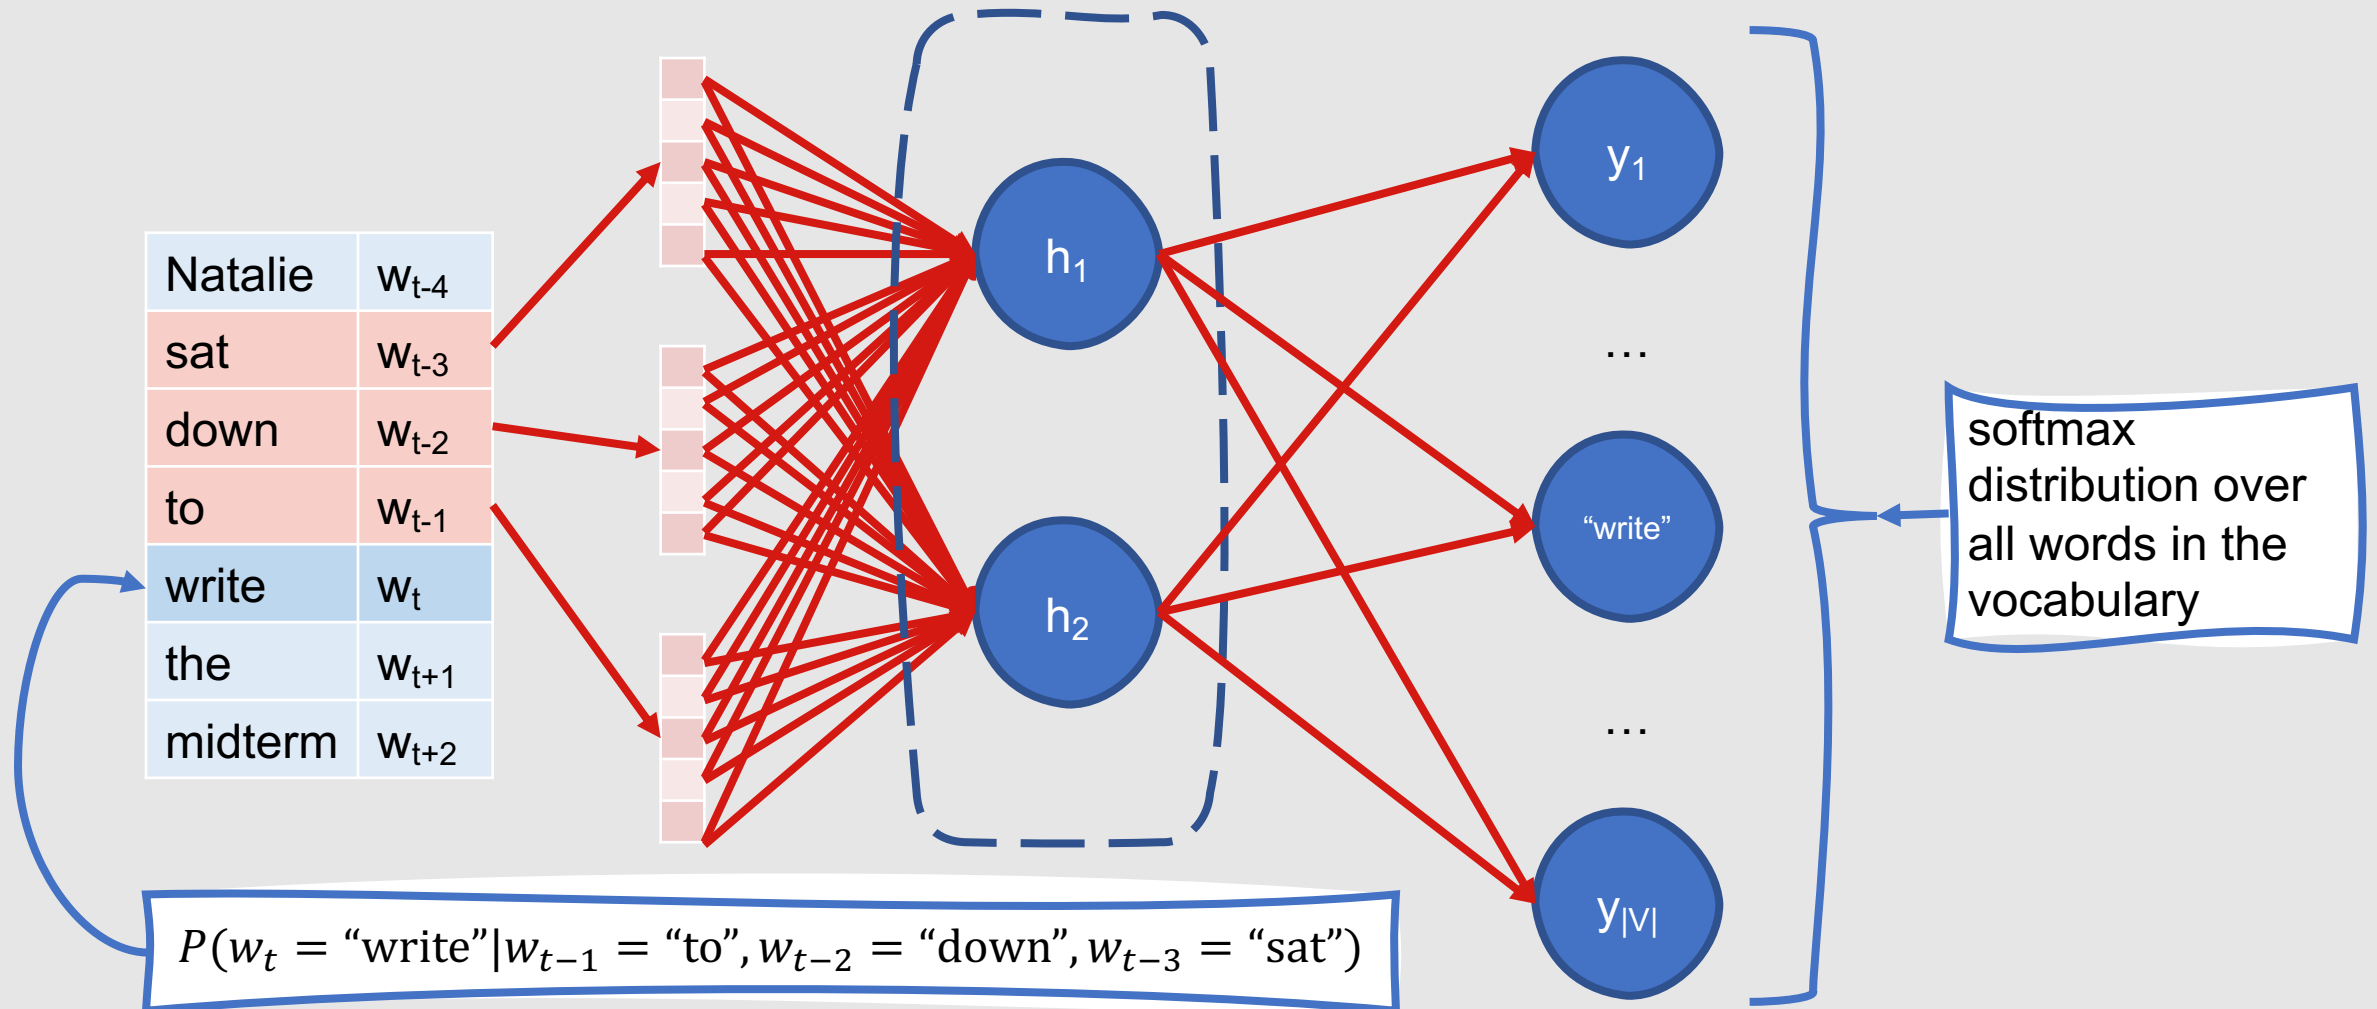 Natalie w_{t-4}
sat w_{t-3}
down w_{t-2}
to w_{t-1}
write w_t
the w_{t+1}
midterm w_{t+2}
h_1
h_2
y_1
…
“write”
…
y_{|V|}
softmax
distribution over
all words in the
vocabulary
P(w_t = “write”|w_{t−1} = “to”, w_{t−2} = “down”, w_{t−3} = “sat”)